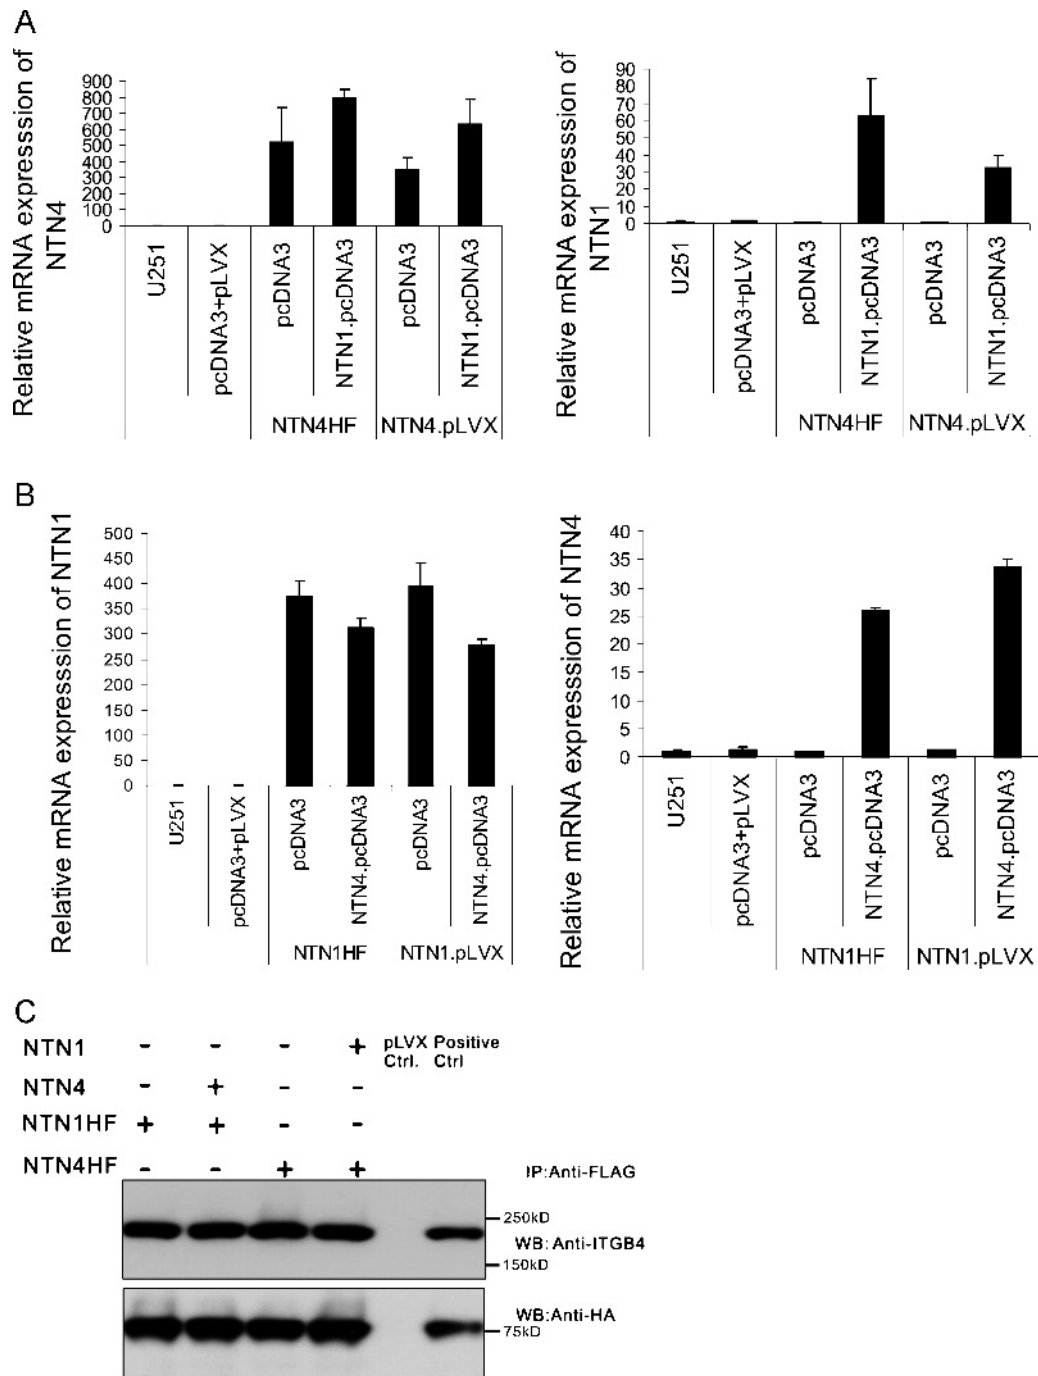 A
Relative mRNA expresssion of
NTN4
900
800
700
600
500
400
300
200
100
0
U251
pcDNA3+pLVX
pcDNA3
NTN1.pcDNA3
pcDNA3
NTN1.pcDNA3
NTN4HF
NTN4.pLVX
Relative mRNA expresssion of
NTN1
90
80
70
60
50
40
30
20
10
0
U251
pcDNA3+pLVX
pcDNA3
NTN1.pcDNA3
pcDNA3
NTN1.pcDNA3
NTN4HF
NTN4.pLVX
B
Relative mRNA expresssion of NTN1
500
450
400
350
300
250
200
150
100
50
0
U251
pcDNA3+pLVX
pcDNA3
NTN4.pcDNA3
pcDNA3
NTN4.pcDNA3
NTN1HF
NTN1.pLVX
Relative mRNA expresssion of NTN4
40
35
30
25
20
15
10
5
0
U251
pcDNA3+pLVX
pcDNA3
NTN4.pcDNA3
pcDNA3
NTN4.pcDNA3
NTN1HF
NTN1.pLVX
C
NTN1 - - - + pLVX Positive
Ctrl. Ctrl
NTN4 - + - -
NTN1HF + + - -
NTN4HF - - + + IP:Anti-FLAG
250kD
WB: Anti-ITGB4
150kD
WB:Anti-HA
75kD